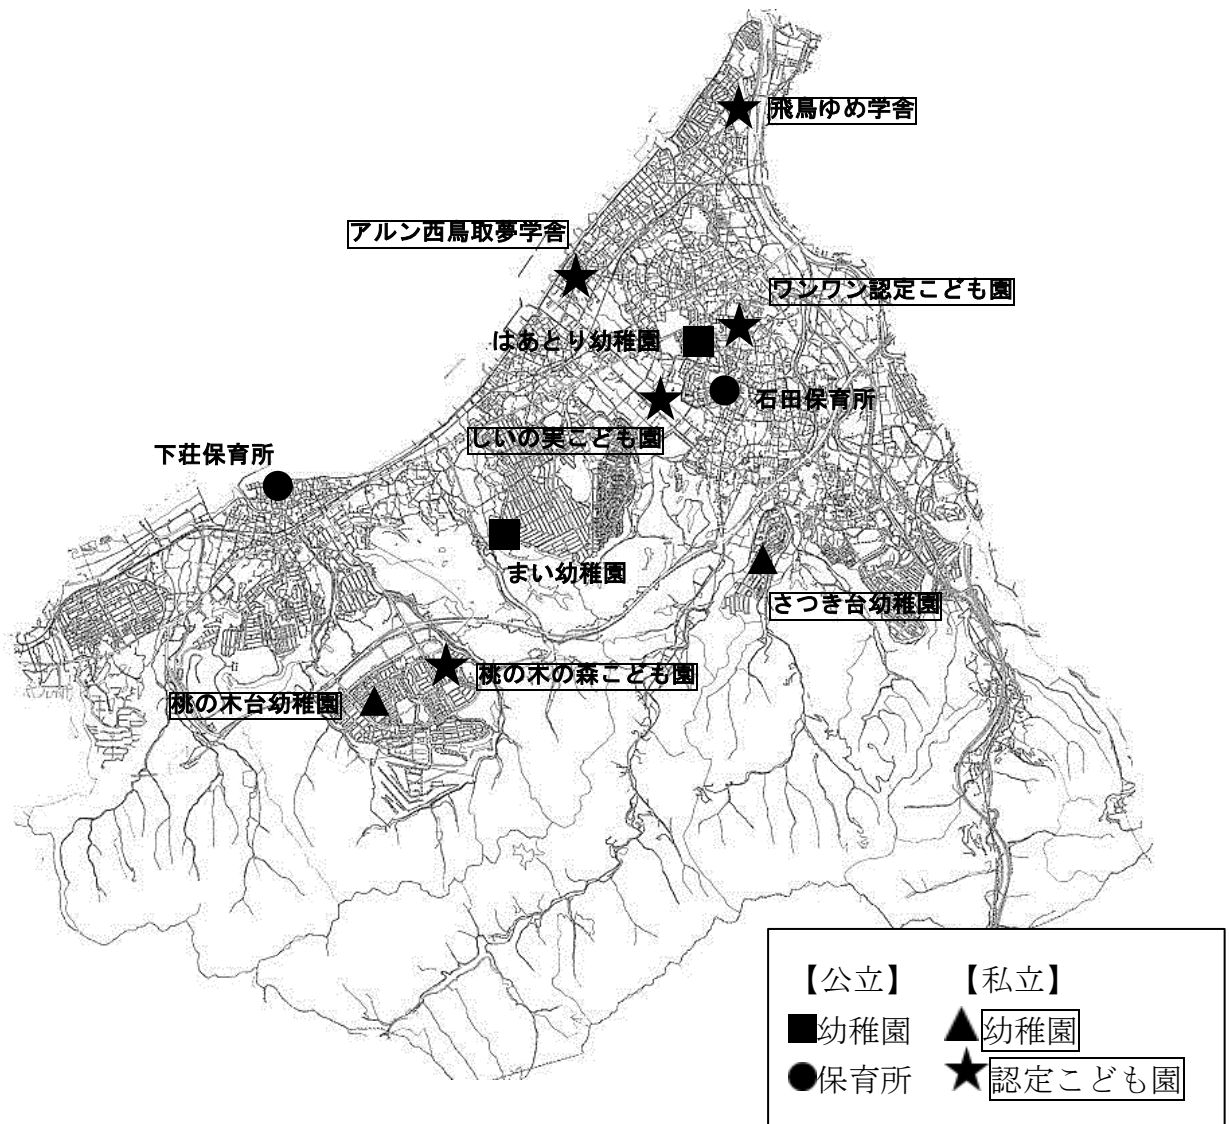 飛鳥ゆめ学舎
アルン西鳥取夢学舎
ワンワン認定こども園
はあとり幼稚園
石田保育所
しいの実こども園
下荘保育所
まい幼稚園
さつき台幼稚園
桃の木の森こども園
桃の木台幼稚園
【公立】 【私立】
■幼稚園 ▲幼稚園
●保育所 ★認定こども園